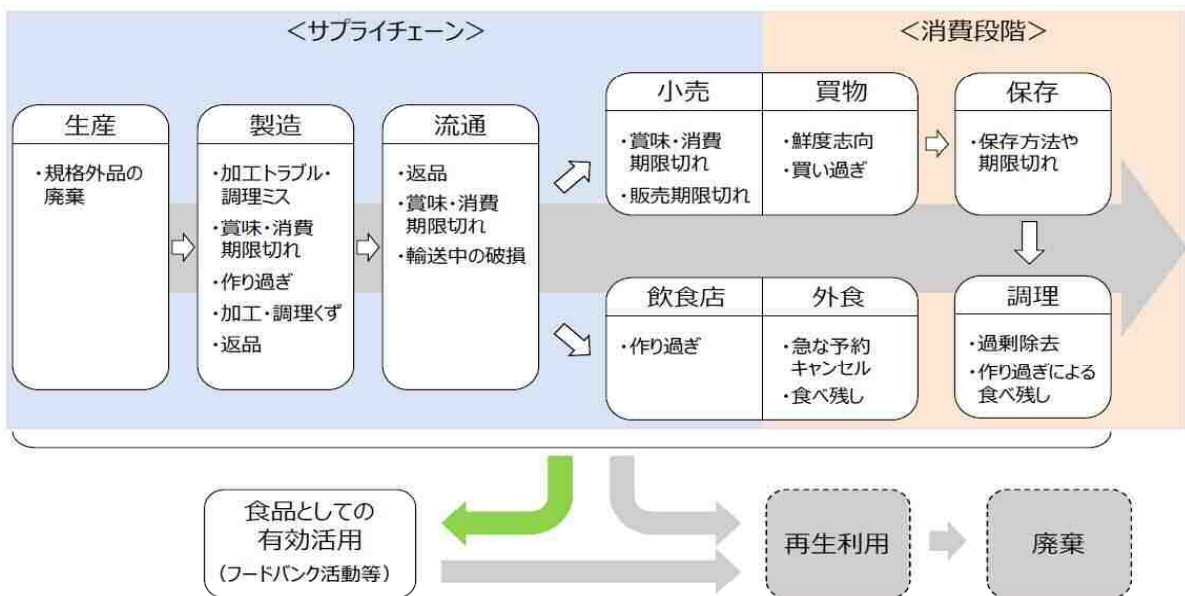 ＜サプライチェーン＞
＜消費段階＞
生産
・規格外品の
廃棄
製造
・加工トラブル・
調理ミス
・賞味・消費
期限切れ
・作り過ぎ
・加工・調理くず
・返品
流通
・返品
・賞味・消費
期限切れ
・輸送中の破損
小売
・賞味・消費
期限切れ
・販売期限切れ
買物
・鮮度志向
・買い過ぎ
保存
・保存方法や
期限切れ
飲食店
・作り過ぎ
外食
・急な予約
キャンセル
・食べ残し
調理
・過剰除去
・作り過ぎによる
食べ残し
食品としての
有効活用
（フードバンク活動等）
再生利用
廃棄